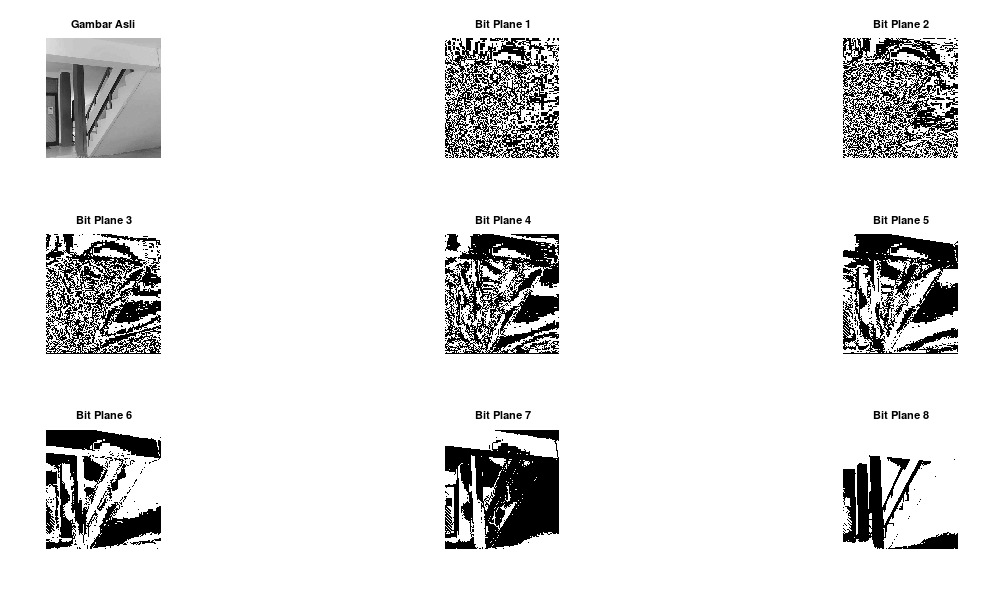 Gambar Asli
Bit Plane 1
Bit Plane 2
Bit Plane 3
Bit Plane 4
Bit Plane 5
Bit Plane 6
Bit Plane 7
Bit Plane 8